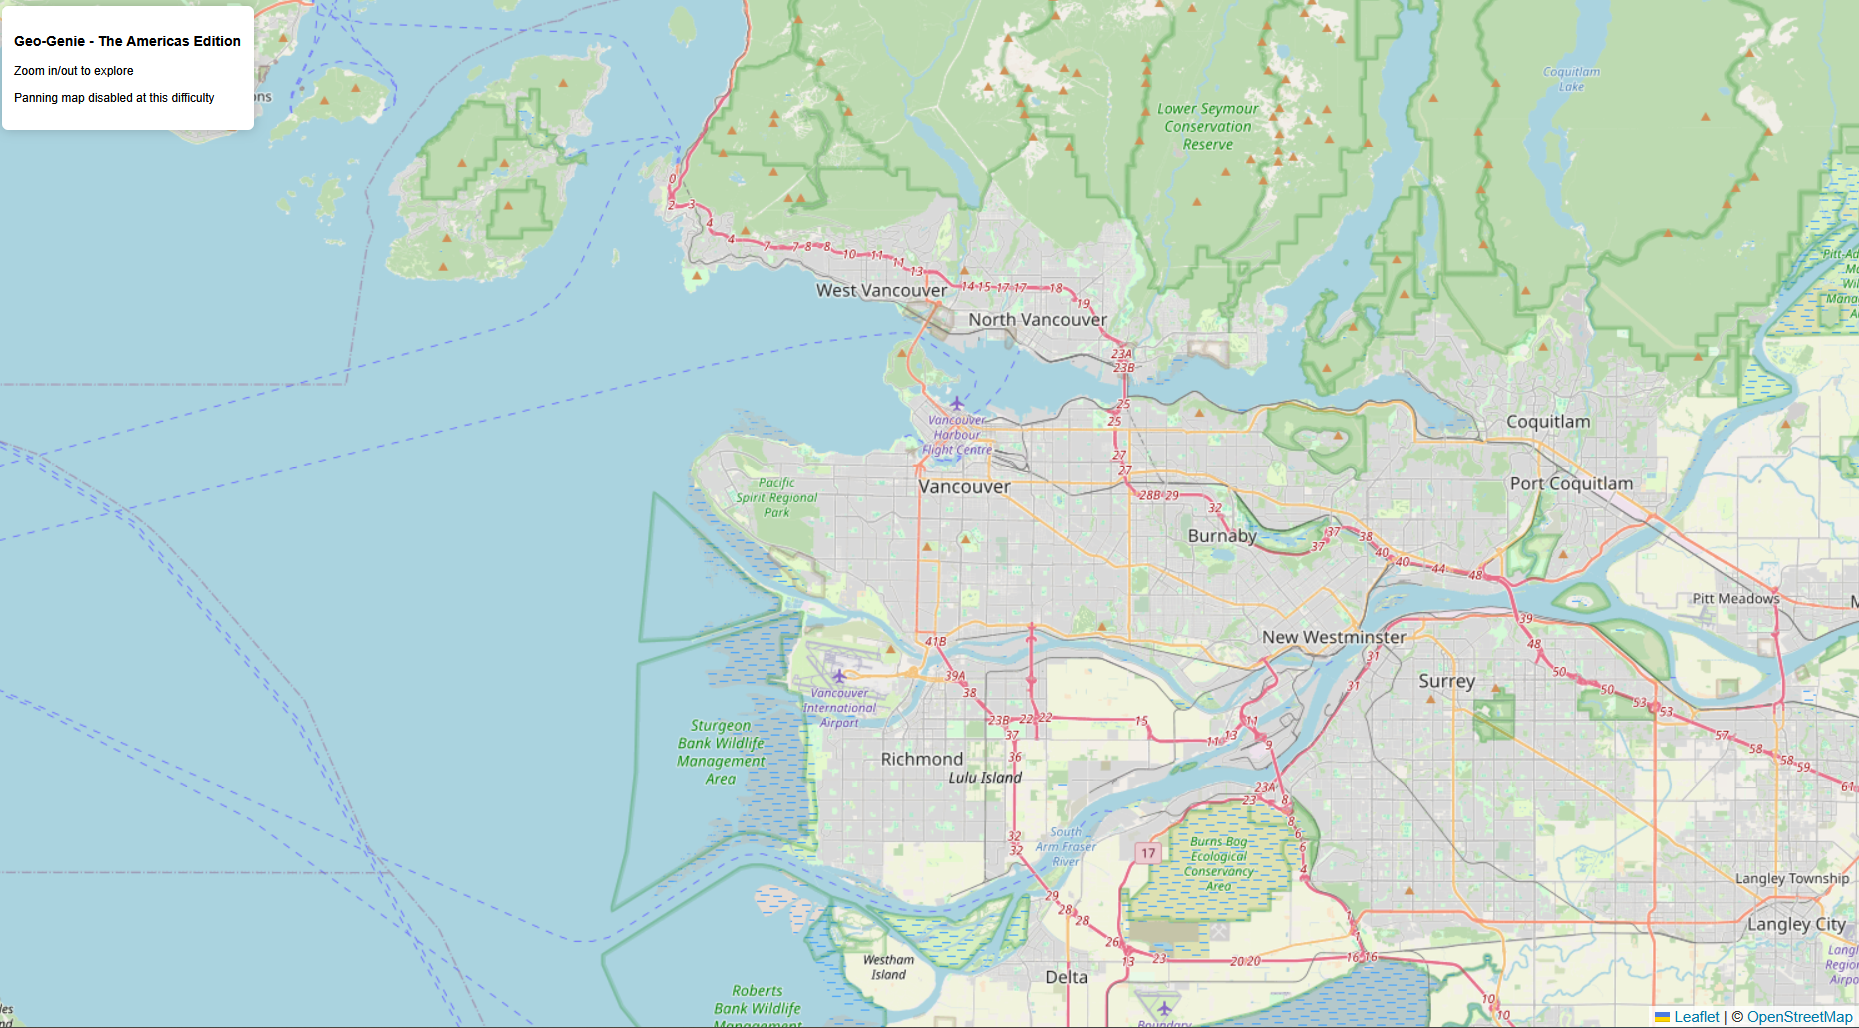 Geo-Genie - The Americas Edition
Zoom in/out to explore
Panning map disabled at this difficulty
ons
Coquitlam
Lake
Lower Seymour
Conservation
Reserve
0
2
3
4
4
7
7
8
8
10
11
11
13
14
15
17
17
18
19
West Vancouver
North Vancouver
23A
23B
25
25
27
27
28B
29
32
37
37
38
40
40
44
48
Vancouver
Harbour
Flight Centre
Coquitlam
Port Coquitlam
Pacific
Spirit Regional
Park
Vancouver
Burnaby
Pitt Meadows
39
48
50
50
53
53
57
58
58
59
61
New Westminster
31
31
Surrey
41B
39A
38
23B
22
22
15
11
13
11
9
37
36
Vancouver
International
Airport
Sturgeon
Bank Wildlife
Management
Area
Richmond
Lulu Island
23A
23
8
8
6
6
4
32
32
South
Arm Fraser
River
17
Burns Bog
Ecological
Conservancy
Area
29
28
28
26
13
23
20
20
16
16
10
10
1
Langley Township
Langley City
Westham
Island
Delta
Roberts
Bank Wildlife
Management
Boundary
Leaflet | © OpenStreetMap